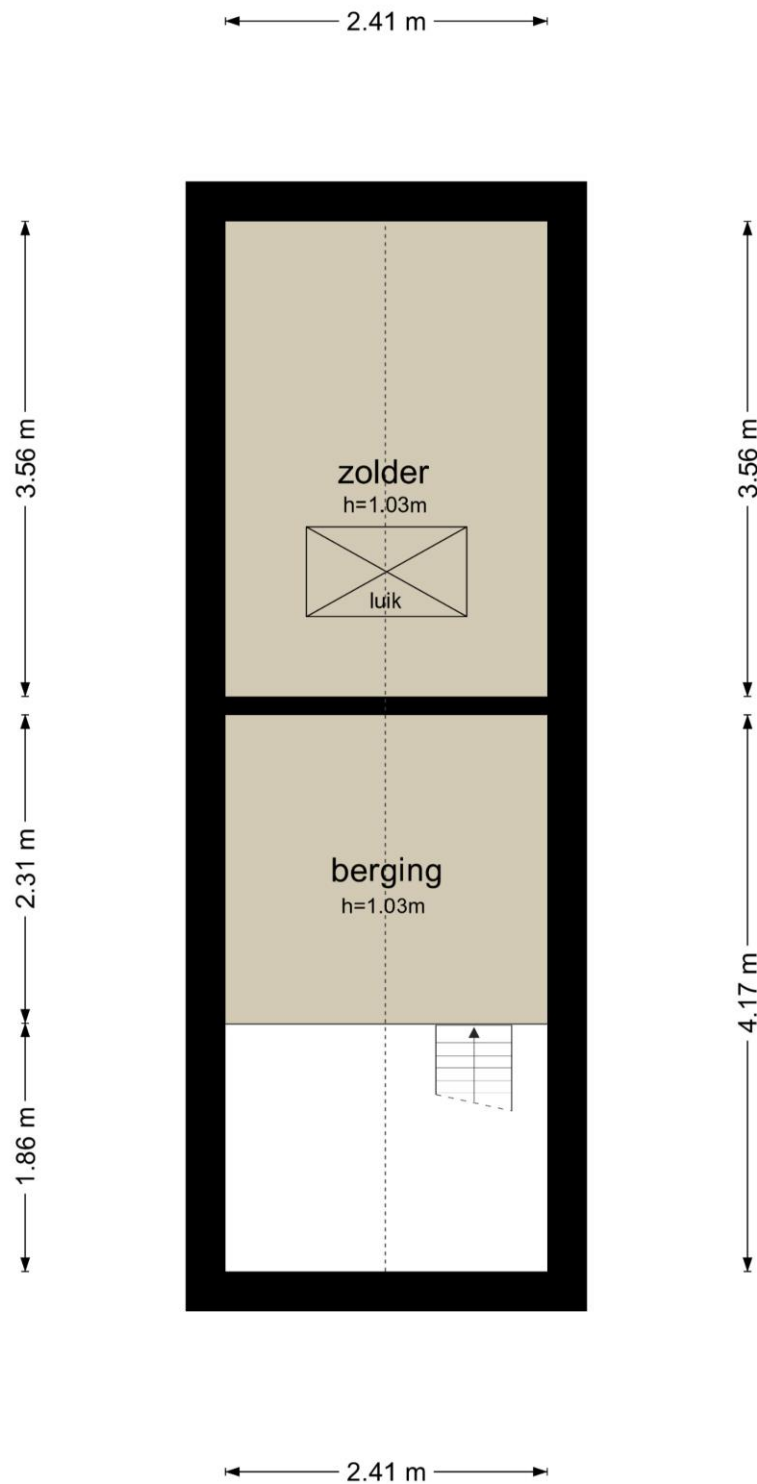 2.41 m
3.56 m
3.56 m
zolder
h=1.03m
luik
2.31 m
berging
h=1.03m
4.17 m
1.86 m
2.41 m